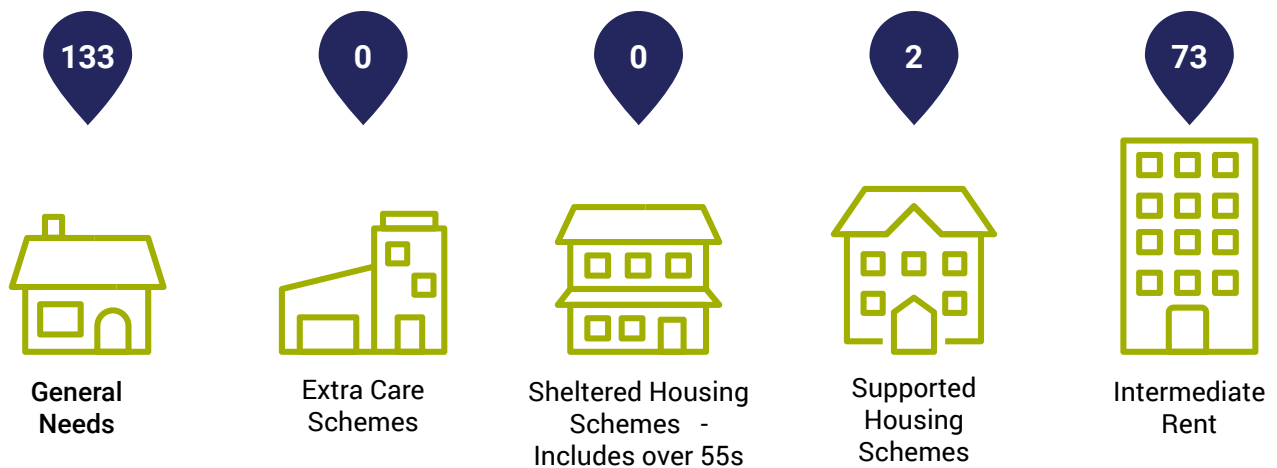 133
0
0
2
73
General
Needs
Extra Care
Schemes
Sheltered Housing
Schemes -
Includes over 55s
Supported
Housing
Schemes
Intermediate
Rent